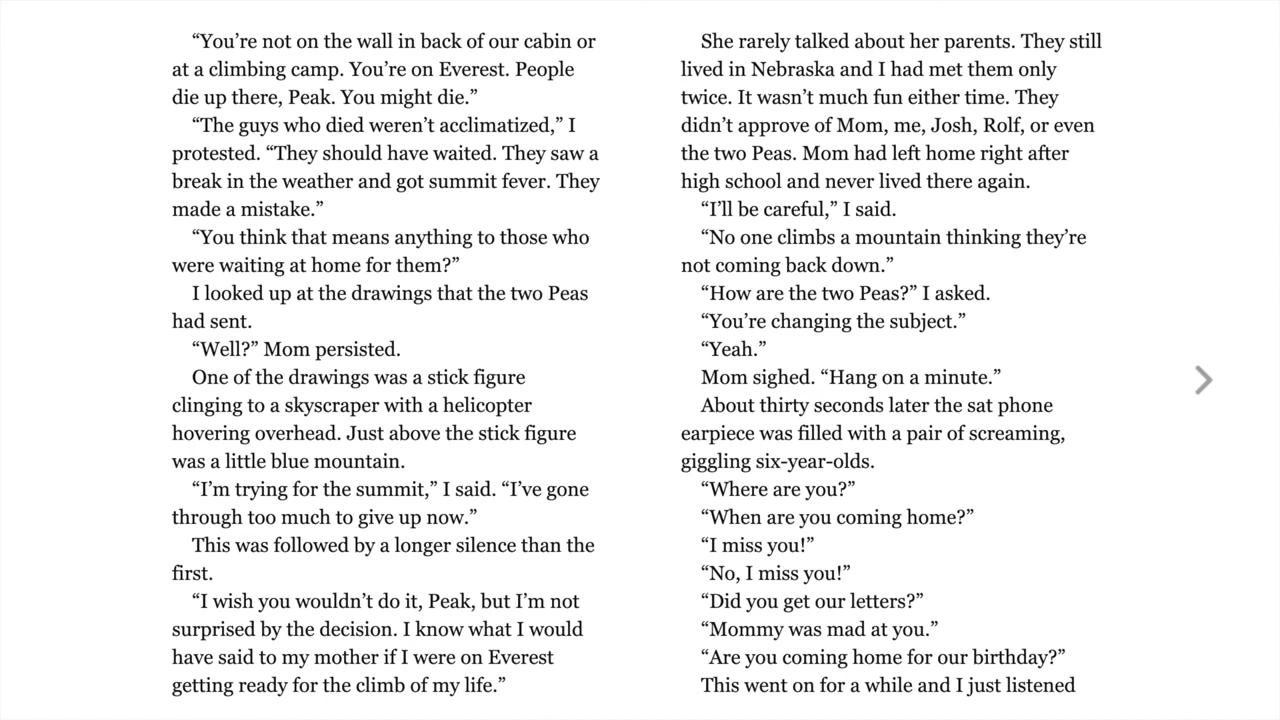 “You’re not on the wall in back of our cabin or
at a climbing camp. You’re on Everest. People
die up there, Peak. You might die.”
“The guys who died weren’t acclimatized,” I
protested. “They should have waited. They saw a
break in the weather and got summit fever. They
made a mistake.”
“You think that means anything to those who
were waiting at home for them?”
I looked up at the drawings that the two Peas
had sent.
“Well?” Mom persisted.
One of the drawings was a stick figure
clinging to a skyscraper with a helicopter
hovering overhead. Just above the stick figure
was a little blue mountain.
“I’m trying for the summit,” I said. “I’ve gone
through too much to give up now.”
This was followed by a longer silence than the
first.
“I wish you wouldn’t do it, Peak, but I’m not
surprised by the decision. I know what I would
have said to my mother if I were on Everest
getting ready for the climb of my life.”
She rarely talked about her parents. They still
lived in Nebraska and I had met them only
twice. It wasn’t much fun either time. They
didn’t approve of Mom, me, Josh, Rolf, or even
the two Peas. Mom had left home right after
high school and never lived there again.
“I’ll be careful,” I said.
“No one climbs a mountain thinking they’re
not coming back down.”
“How are the two Peas?” I asked.
“You’re changing the subject.”
“Yeah.”
Mom sighed. “Hang on a minute.”
About thirty seconds later the sat phone
earpiece was filled with a pair of screaming,
giggling six-year-olds.
“Where are you?”
“When are you coming home?”
“I miss you!”
“No, I miss you!”
“Did you get our letters?”
“Mommy was mad at you.”
“Are you coming home for our birthday?”
This went on for a while and I just listened